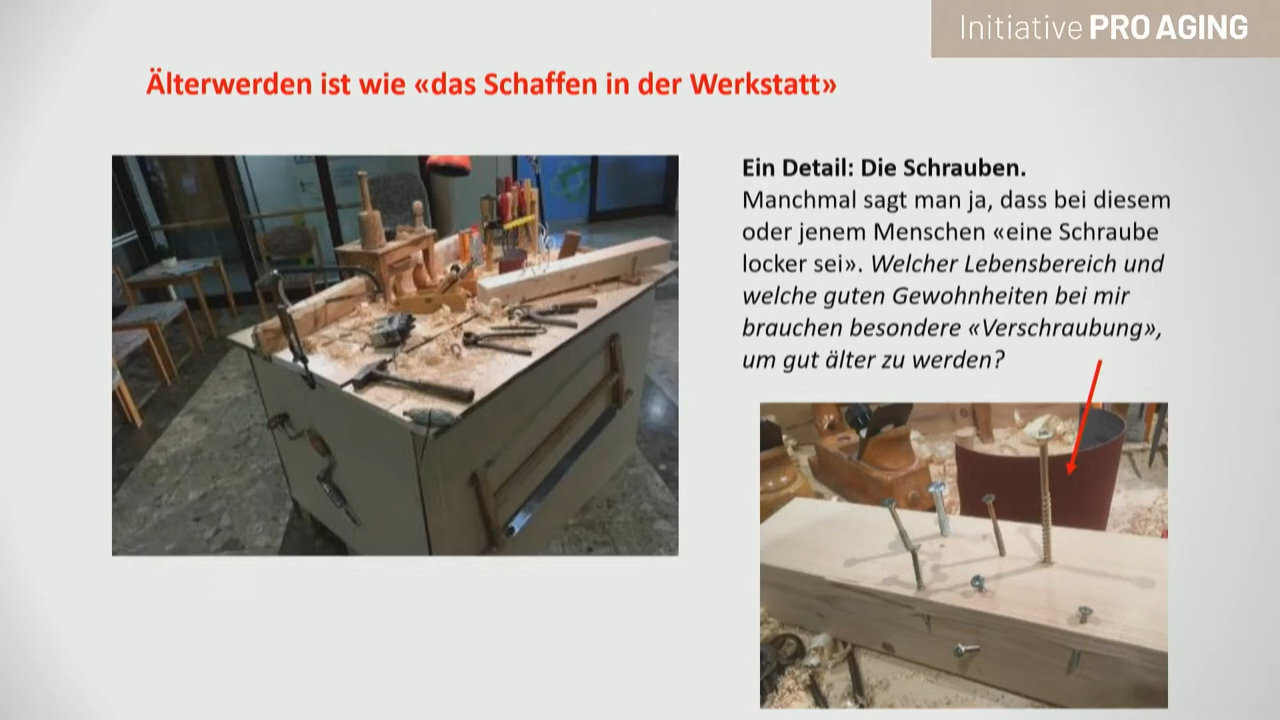 Initiative PRO AGING
Älterwerden ist wie «das Schaffen in der Werkstatt»
Ein Detail: Die Schrauben.
Manchmal sagt man ja, dass bei diesem
oder jenem Menschen «eine Schraube
locker sei». Welcher Lebensbereich und
welche guten Gewohnheiten bei mir
brauchen besondere «Verschraubung»,
um gut älter zu werden?